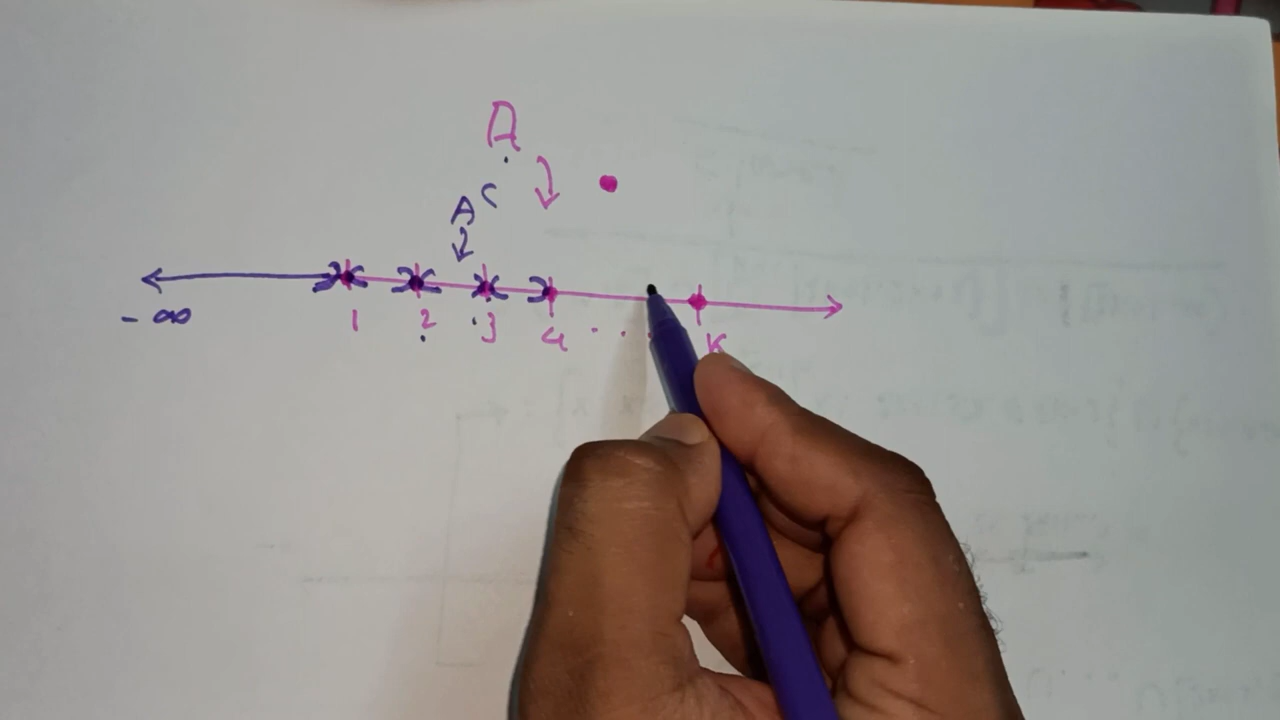 A
A^c
-∞ 1 2 3 4 . . . K